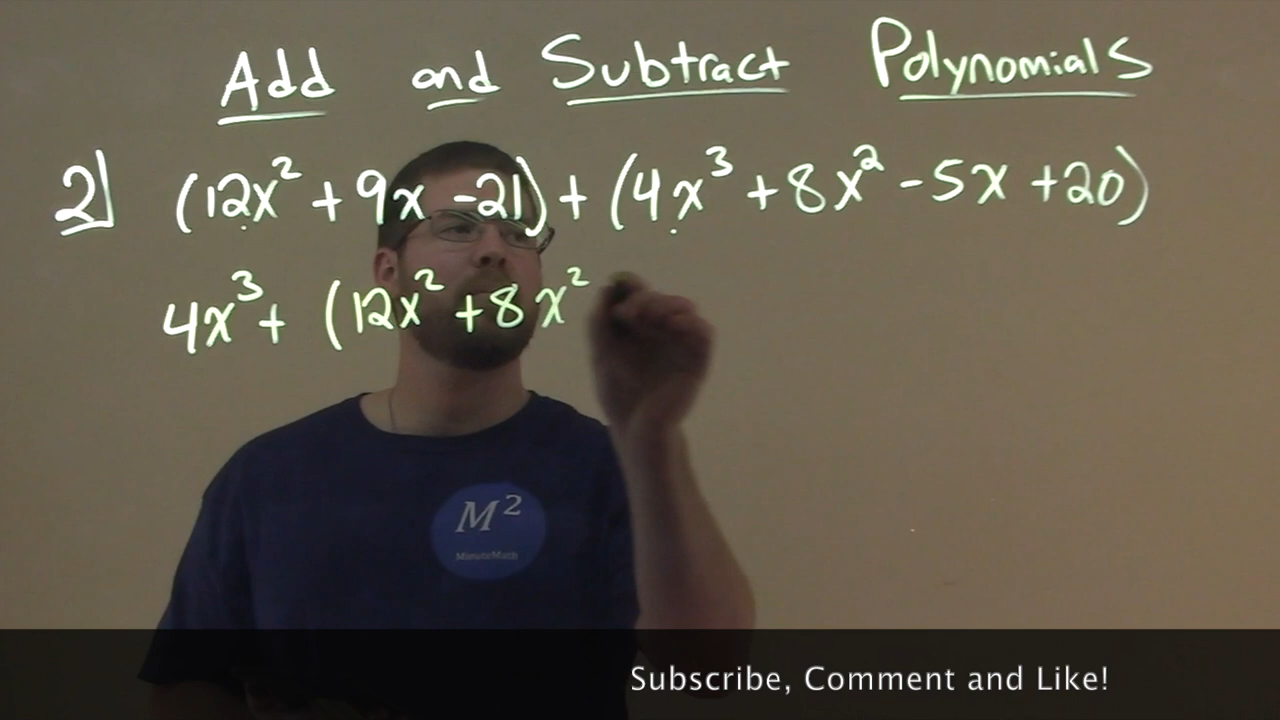 Add and Subtract Polynomials
2) (12x² + 9x - 21) + (4x³ + 8x² - 5x + 20)
4x³ + (12x² + 8x²
M²
MinuteMath
Subscribe, Comment and Like!